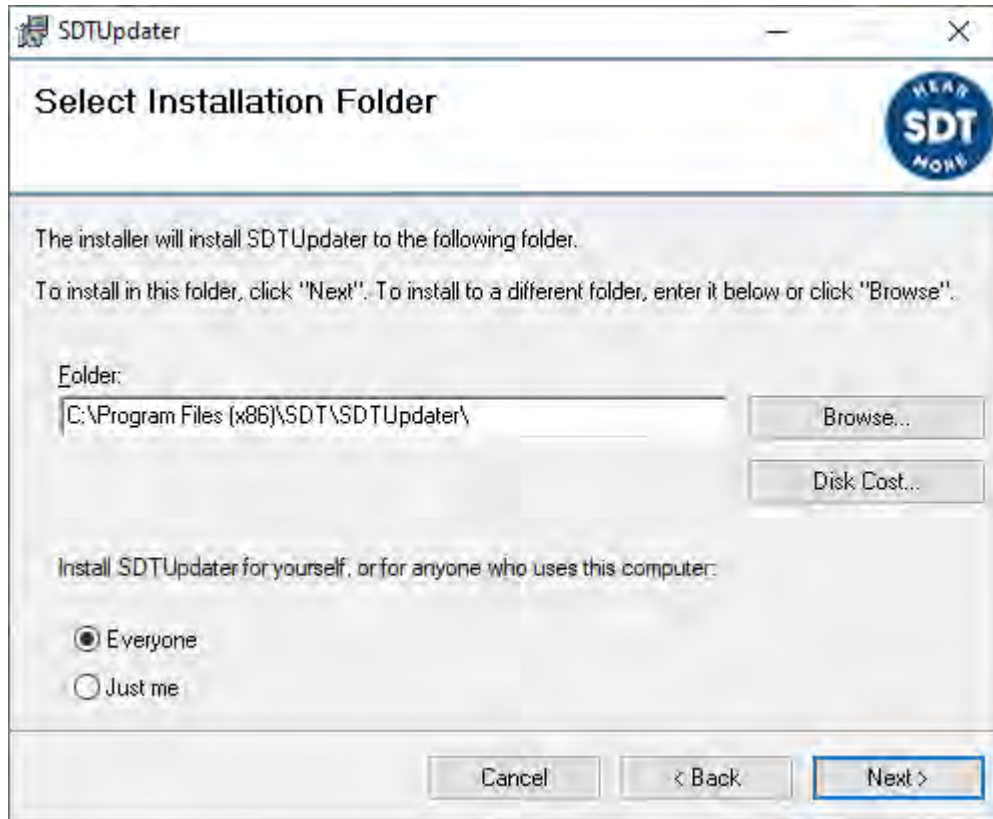 SDTUpdater
Select Installation Folder
HEAR
SDT
MORE
The installer will install SDTUpdater to the following folder.
To install in this folder, click "Next". To install to a different folder, enter it below or click "Browse".
Folder:
C:\Program Files (x86)\SDT\SDTUpdater\
Browse...
Disk Cost...
Install SDTUpdater for yourself, or for anyone who uses this computer:
Everyone
Just me
Cancel
< Back
Next >